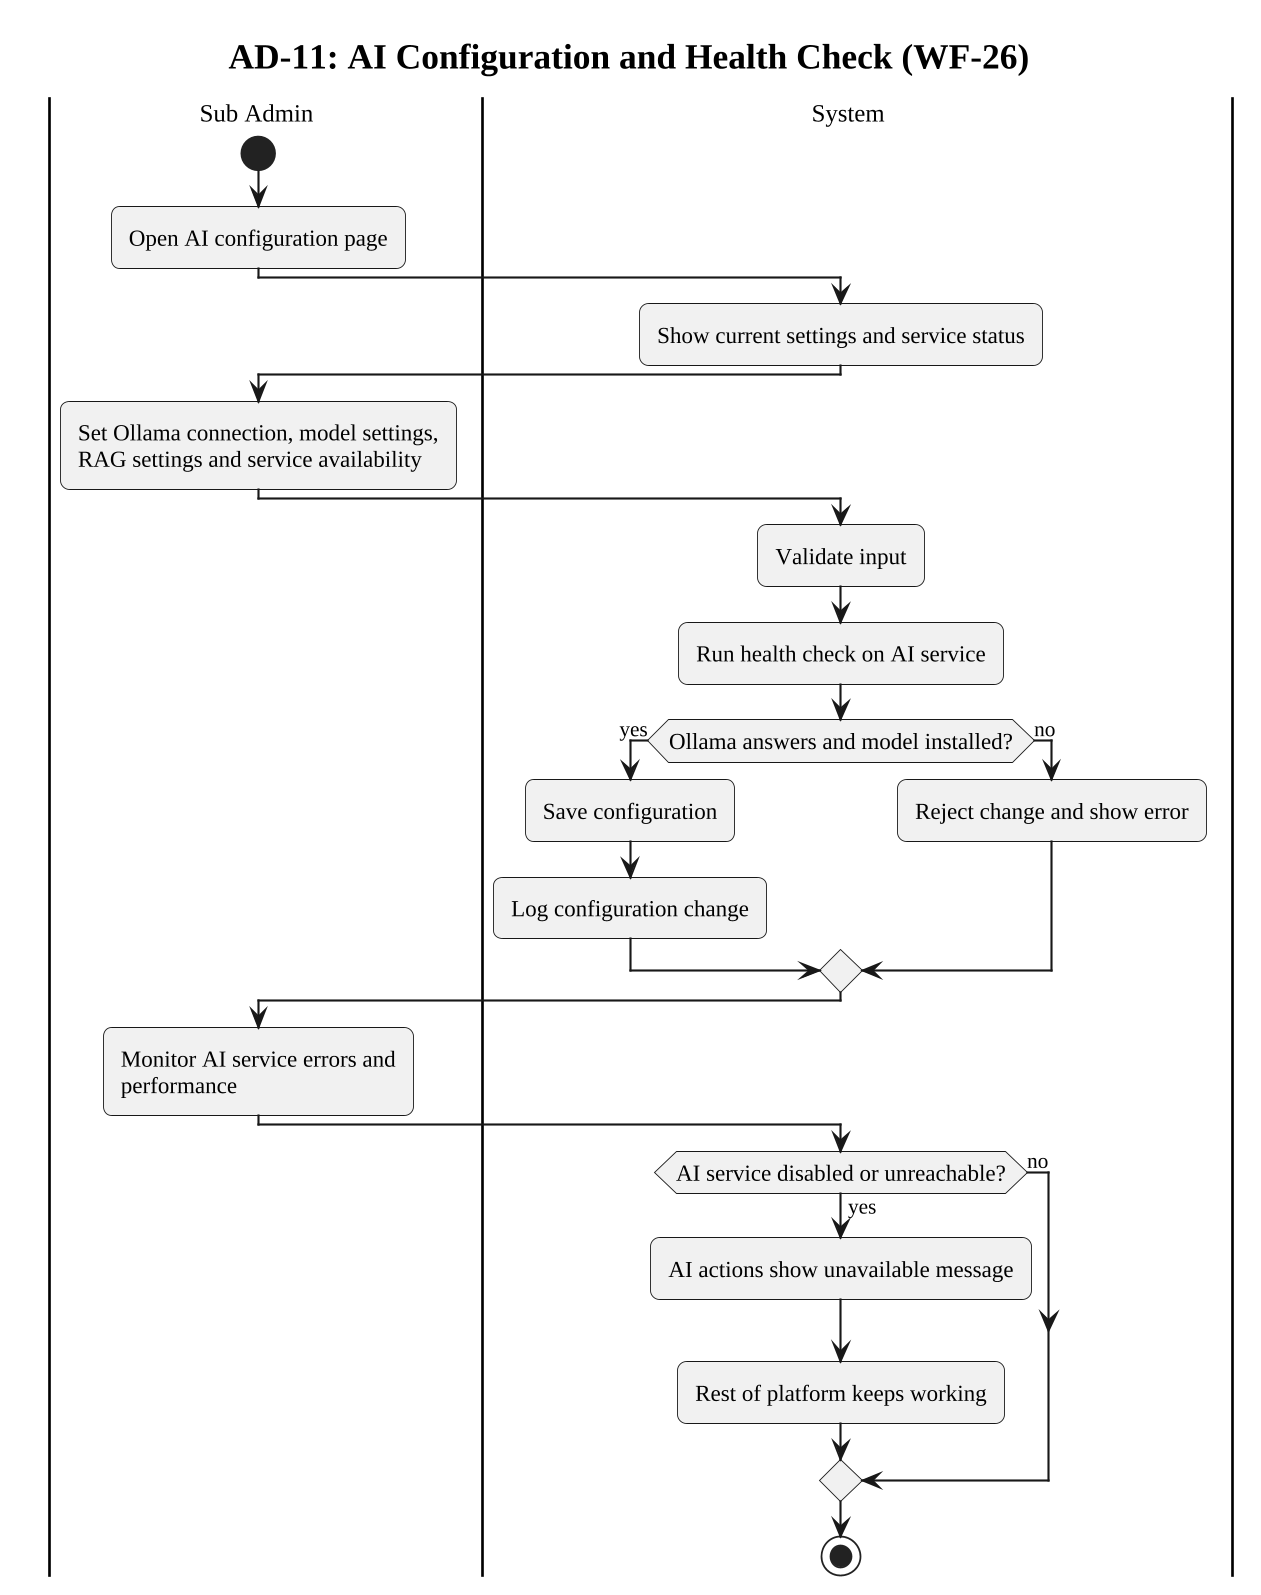 AD-11: AI Configuration and Health Check (WF-26)
Sub Admin
System
Open AI configuration page
Show current settings and service status
Set Ollama connection, model settings,
RAG settings and service availability
Validate input
Run health check on AI service
yes
Ollama answers and model installed?
no
Save configuration
Reject change and show error
Log configuration change
Monitor AI service errors and
performance
AI service disabled or unreachable?
no
yes
AI actions show unavailable message
Rest of platform keeps working